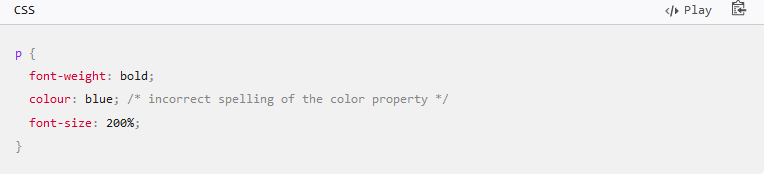 CSS
Play
p {
font-weight: bold;
colour: blue; /* incorrect spelling of the color property */
font-size: 200%;
}